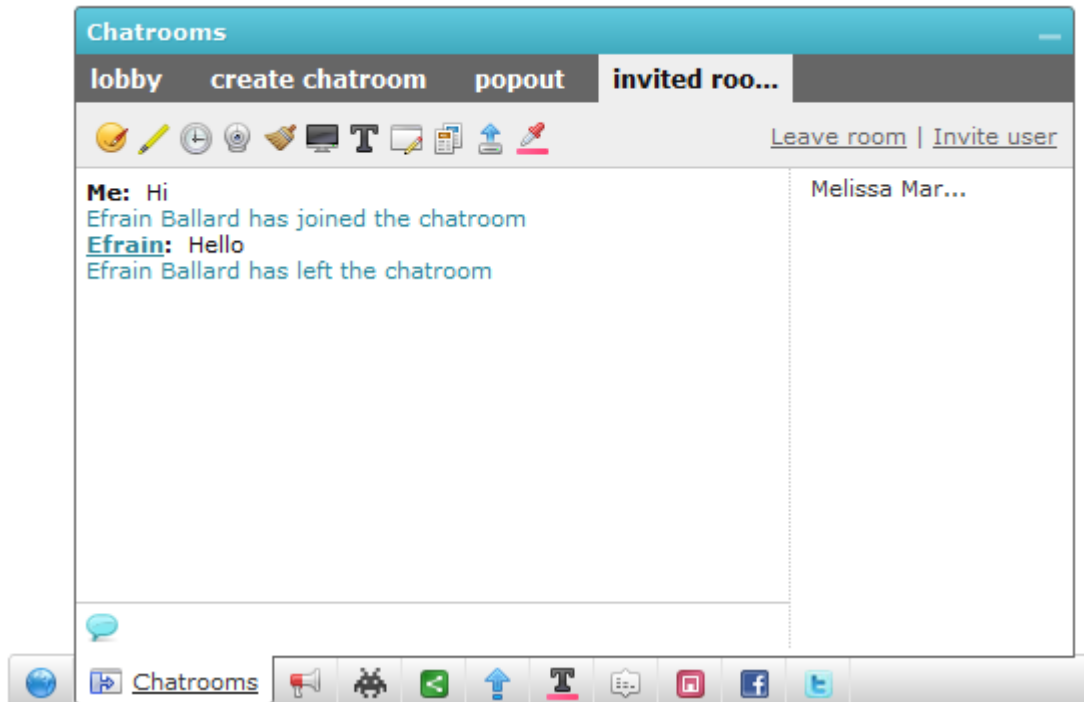 Chatrooms
lobby create chatroom popout invited roo...
Leave room | Invite user
Me: Hi
Efrain Ballard has joined the chatroom
Efrain: Hello
Efrain Ballard has left the chatroom
Melissa Mar...
Chatrooms